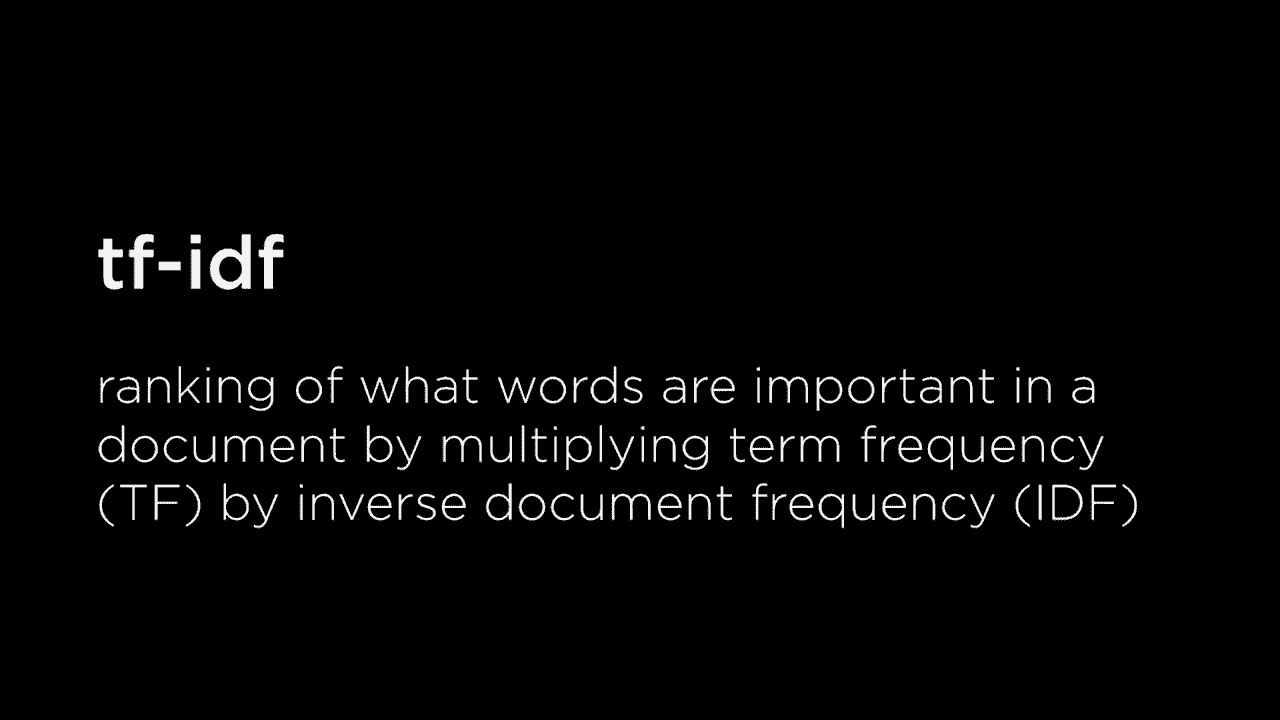 tf-idf
ranking of what words are important in a
document by multiplying term frequency
(TF) by inverse document frequency (IDF)